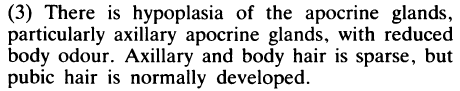 (3) There is hypoplasia of the apocrine glands,
particularly axillary apocrine glands, with reduced
body odour. Axillary and body hair is sparse, but
pubic hair is normally developed.